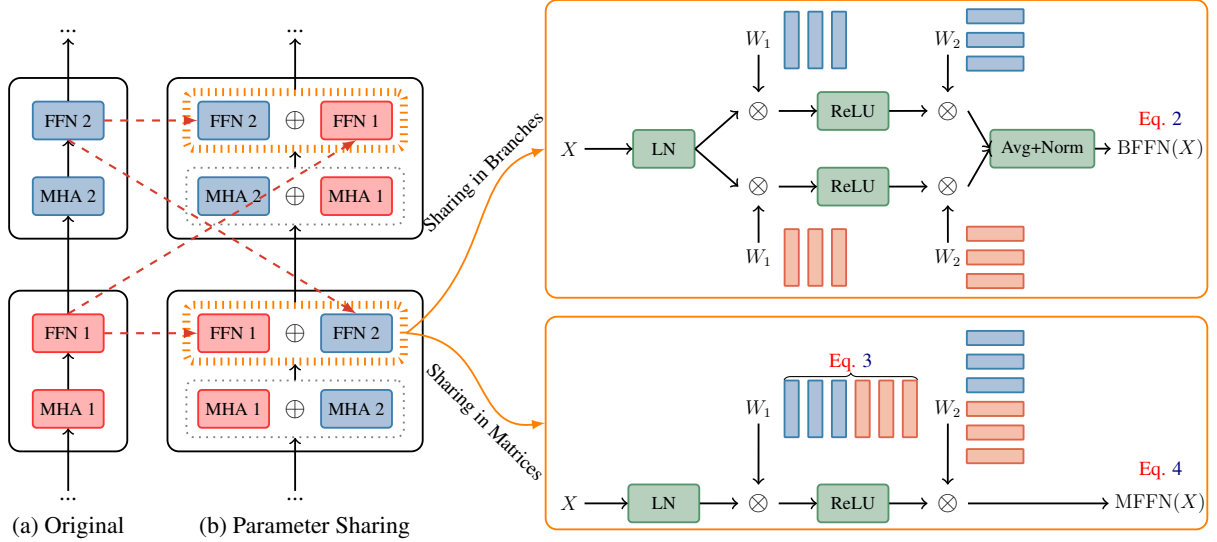 ...
FFN 2
MHA 2
FFN 1
MHA 1
...
(a) Original
...
FFN 2 ⊕ FFN 1
MHA 2 ⊕ MHA 1
FFN 1 ⊕ FFN 2
MHA 1 ⊕ MHA 2
...
(b) Parameter Sharing
Sharing in Branches
Sharing in Matrices
W₁
W₂
⊗ ReLU ⊗
X LN Avg+Norm BFFN(X)
Eq. 2
⊗ ReLU ⊗
W₁
W₂
Eq. 3
W₁
W₂
Eq. 4
X LN ⊗ ReLU ⊗ MFFN(X)